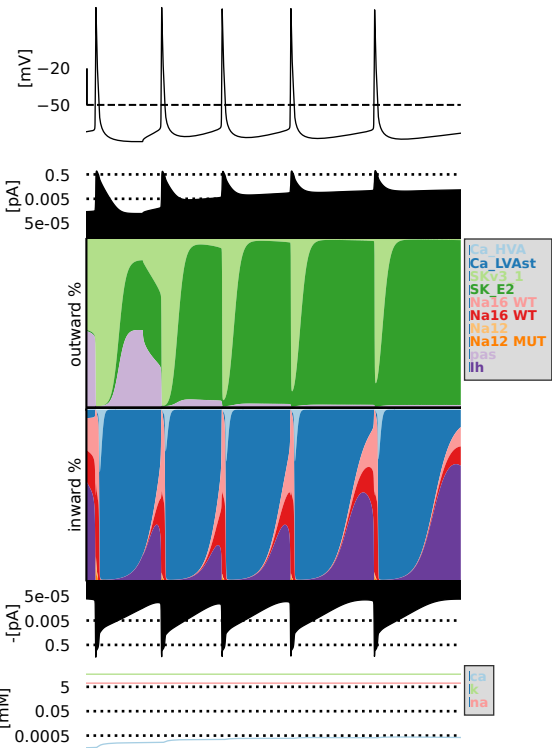 [mV]
−20
−50
[pA]
0.5
0.005
5e-05
outward %
Ca_HVA
Ca_LVAst
SKv3_1
SK_E2
Na16 WT
Na16 WT
Na12
Na12 MUT
pas
Ih
inward %
-[pA]
5e-05
0.005
0.5
[mM]
5
0.05
0.0005
ca
k
na